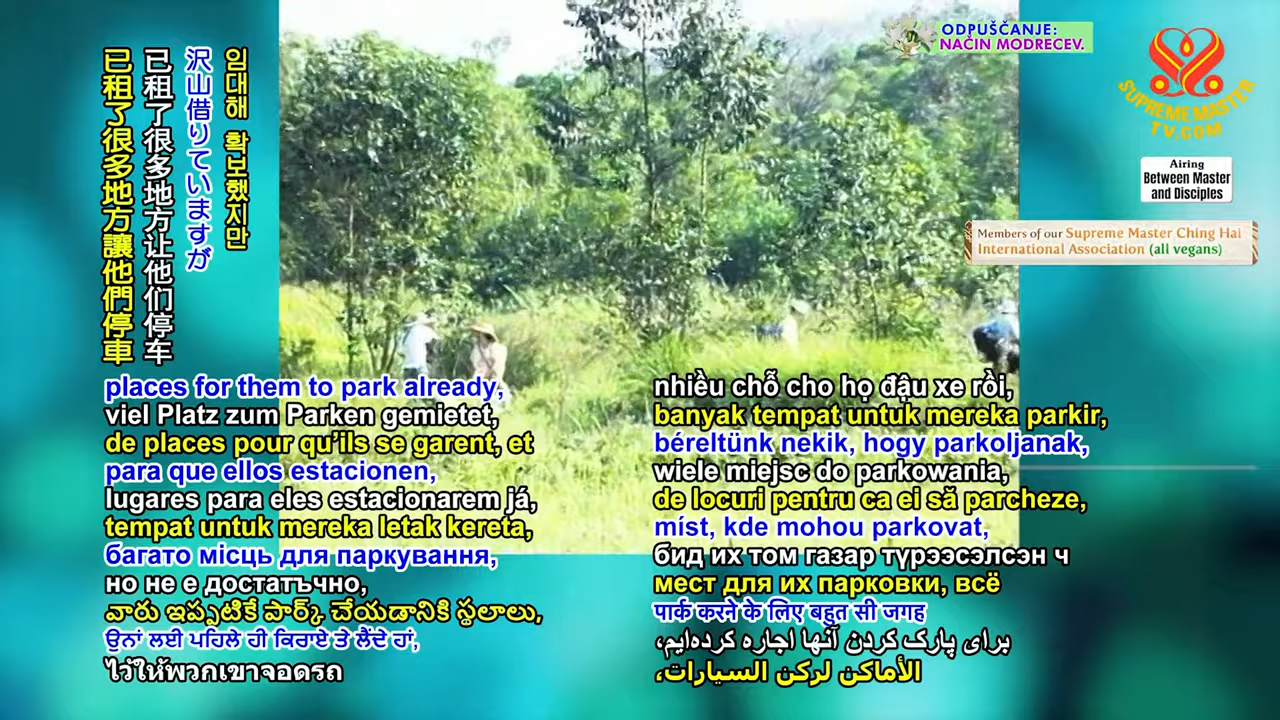 임대해 확보했지만
沢山借りていますが
已租了很多地方让他们停车
已租了很多地方讓他們停車
ODPUŠČANJE:
NAČIN MODRECEV.
SUPREME MASTER
TV.COM
Airing
Between Master
and Disciples
Members of our Supreme Master Ching Hai
International Association (all vegans)
places for them to park already,
viel Platz zum Parken gemietet,
de places pour qu’ils se garent, et
para que ellos estacionen,
lugares para eles estacionarem já,
tempat untuk mereka letak kereta,
багато місць для паркування,
но не е достатъчно,
వారు ఇప్పటికే పార్క్ చేయడానికి స్థలాలు,
ਉਨਾਂ ਲਈ ਪਹਿਲੇ ਹੀ ਕਿਰਾਏ ਤੇ ਲੈਂਦੇ ਹਾਂ,
ไว้ให้พวกเขาจอดรถ
nhiều chỗ cho họ đậu xe rồi,
banyak tempat untuk mereka parkir,
béreltünk nekik, hogy parkoljanak,
wiele miejsc do parkowania,
de locuri pentru ca ei să parcheze,
míst, kde mohou parkovat,
бид их том газар түрээсэлсэн ч
мест для их парковки, всё
पार्क करने के लिए बहुत सी जगह
برای پارک کردن آنها اجاره کرده‌ایم،
الأماكن لركن السيارات،